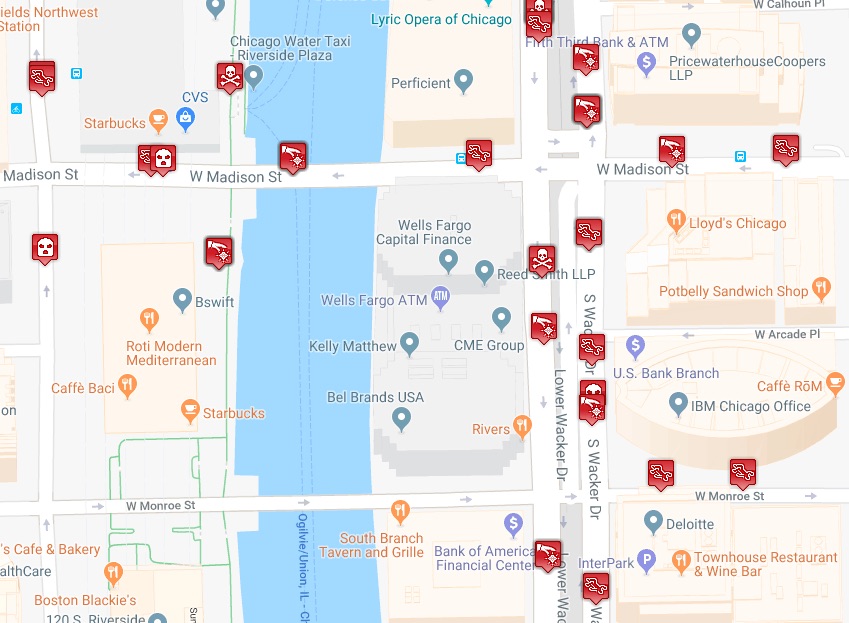 W Calhoun Pl
ields Northwest
Station
Lyric Opera of Chicago
Chicago Water Taxi
- Riverside Plaza
Fifth Third Bank & ATM
PricewaterhouseCoopers
LLP
Perficient
CVS
Starbucks
Madison St
W Madison St
W Madison St
Wells Fargo
Capital Finance
Lloyd's Chicago
Reed Smith LLP
Potbelly Sandwich Shop
Bswift
Wells Fargo ATM
ATM
S Wacker Dr
W Arcade Pl
Roti Modern
Mediterranean
Kelly Matthew
CME Group
U.S. Bank Branch
Caffè Baci
Caffè RōM
Bel Brands USA
IBM Chicago Office
on
Starbucks
Rivers
Lower Wacker Dr
S Wacker Dr
W Monroe St
W Monroe St
Ogilvie/Union, IL - Ch
South Branch
Tavern and Grille
Bank of America
Financial Center
Deloitte
InterPark
P
Townhouse Restaurant
& Wine Bar
's Cafe & Bakery
althCare
Boston Blackie's
120 S. Riverside
Lower Wac
Wa